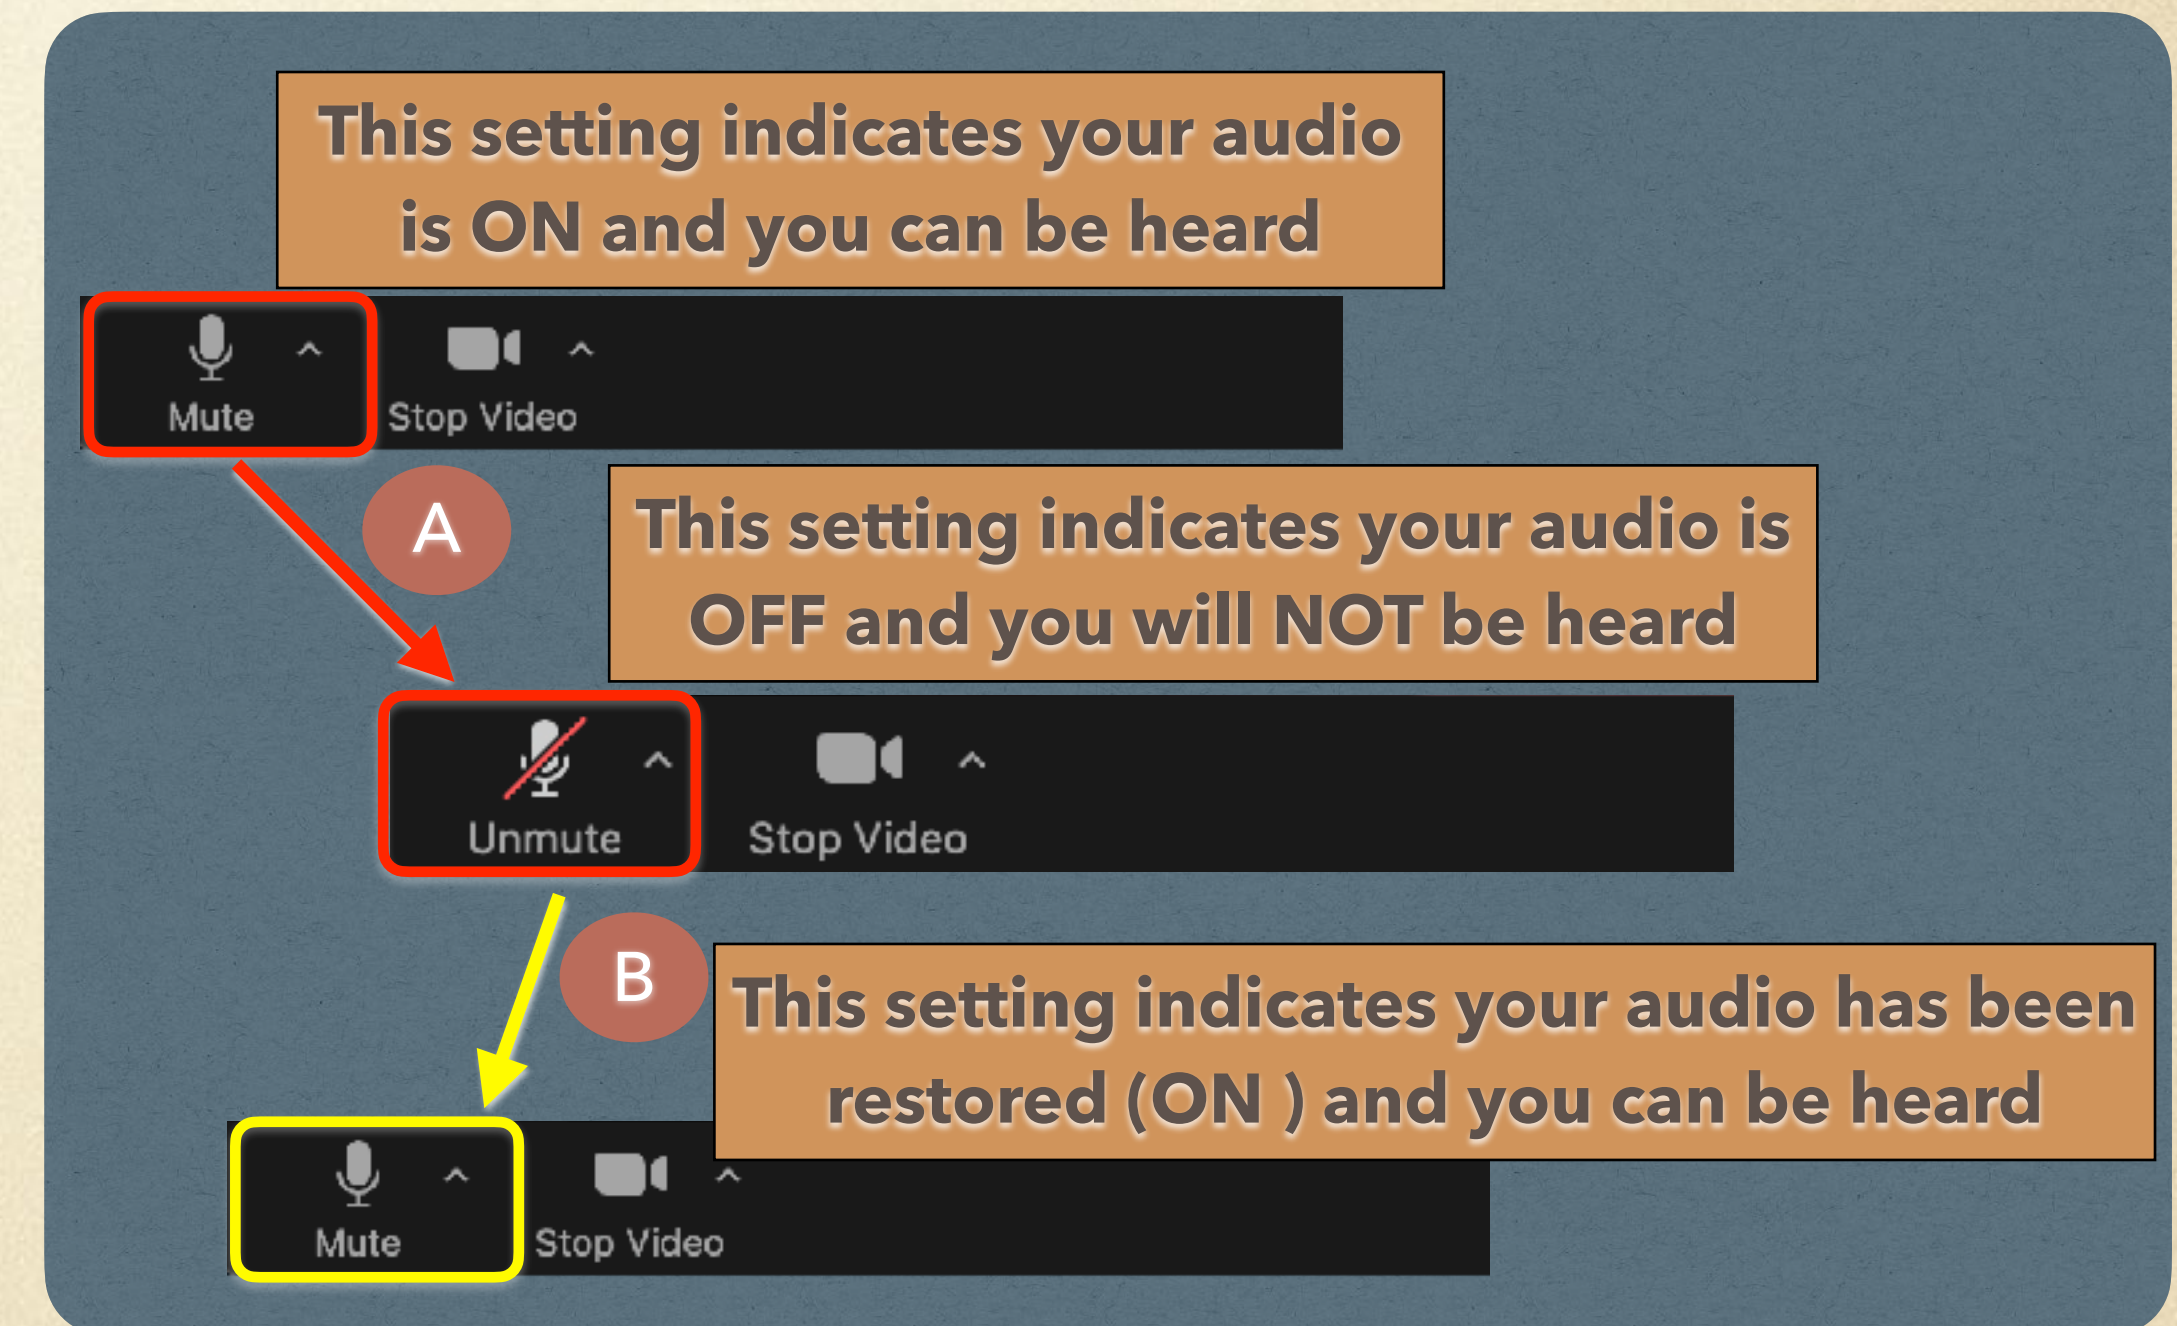 This setting indicates your audio
is ON and you can be heard
Mute
Stop Video
A
This setting indicates your audio is
OFF and you will NOT be heard
Unmute
Stop Video
B
This setting indicates your audio has been
restored (ON ) and you can be heard
Mute
Stop Video